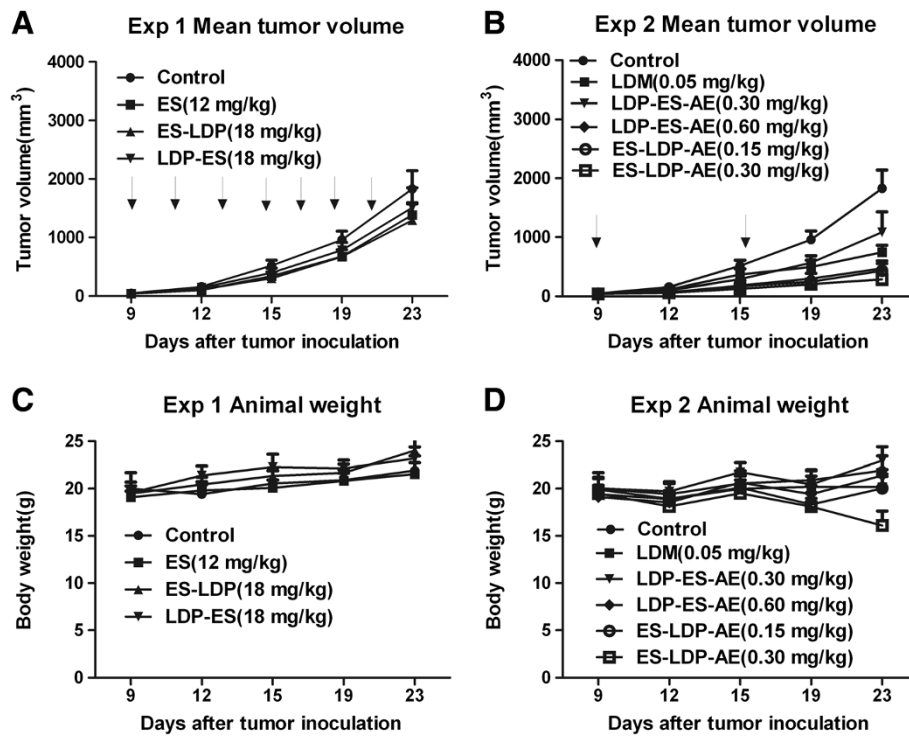 A
Exp 1 Mean tumor volume
Tumor volume(mm³)
4000
3000
2000
1000
0
Control
ES(12 mg/kg)
ES-LDP(18 mg/kg)
LDP-ES(18 mg/kg)
9 12 15 19 23
Days after tumor inoculation
B
Exp 2 Mean tumor volume
Tumor volume(mm³)
4000
3000
2000
1000
0
Control
LDM(0.05 mg/kg)
LDP-ES-AE(0.30 mg/kg)
LDP-ES-AE(0.60 mg/kg)
ES-LDP-AE(0.15 mg/kg)
ES-LDP-AE(0.30 mg/kg)
9 12 15 19 23
Days after tumor inoculation
C
Exp 1 Animal weight
Body weight(g)
25
20
15
10
5
0
Control
ES(12 mg/kg)
ES-LDP(18 mg/kg)
LDP-ES(18 mg/kg)
9 12 15 19 23
Days after tumor inoculation
D
Exp 2 Animal weight
Body weight(g)
25
20
15
10
5
0
Control
LDM(0.05 mg/kg)
LDP-ES-AE(0.30 mg/kg)
LDP-ES-AE(0.60 mg/kg)
ES-LDP-AE(0.15 mg/kg)
ES-LDP-AE(0.30 mg/kg)
9 12 15 19 23
Days after tumor inoculation